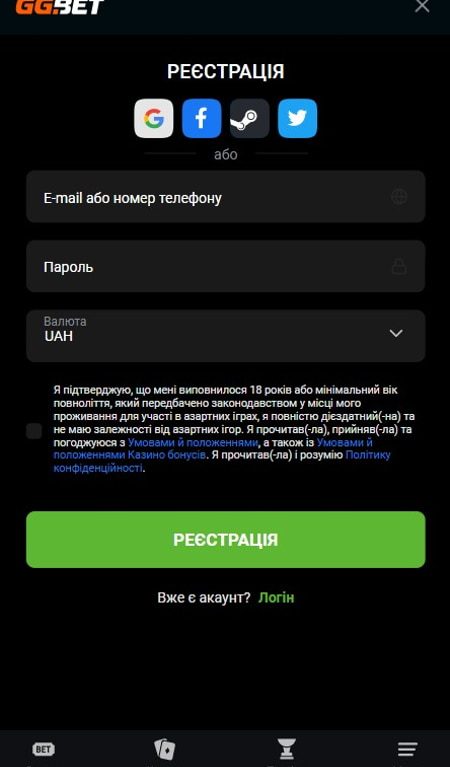 GG.BET
РЕЄСТРАЦІЯ
або
E-mail або номер телефону
Пароль
Валюта
UAH
Я підтверджую, що мені виповнилося 18 років або мінімальний вік
повноліття, який передбачено законодавством у місці мого
проживання для участі в азартних іграх, я повністю дієздатний(-на) та
не маю залежності від азартних ігор. Я прочитав(-ла), прийняв(-ла) та
погоджуюся з Умовами й положеннями, а також із Умовами й
положеннями Казино бонусів. Я прочитав(-ла) і розумію Політику
конфіденційності.
РЕЄСТРАЦІЯ
Вже є акаунт? Логін
BET